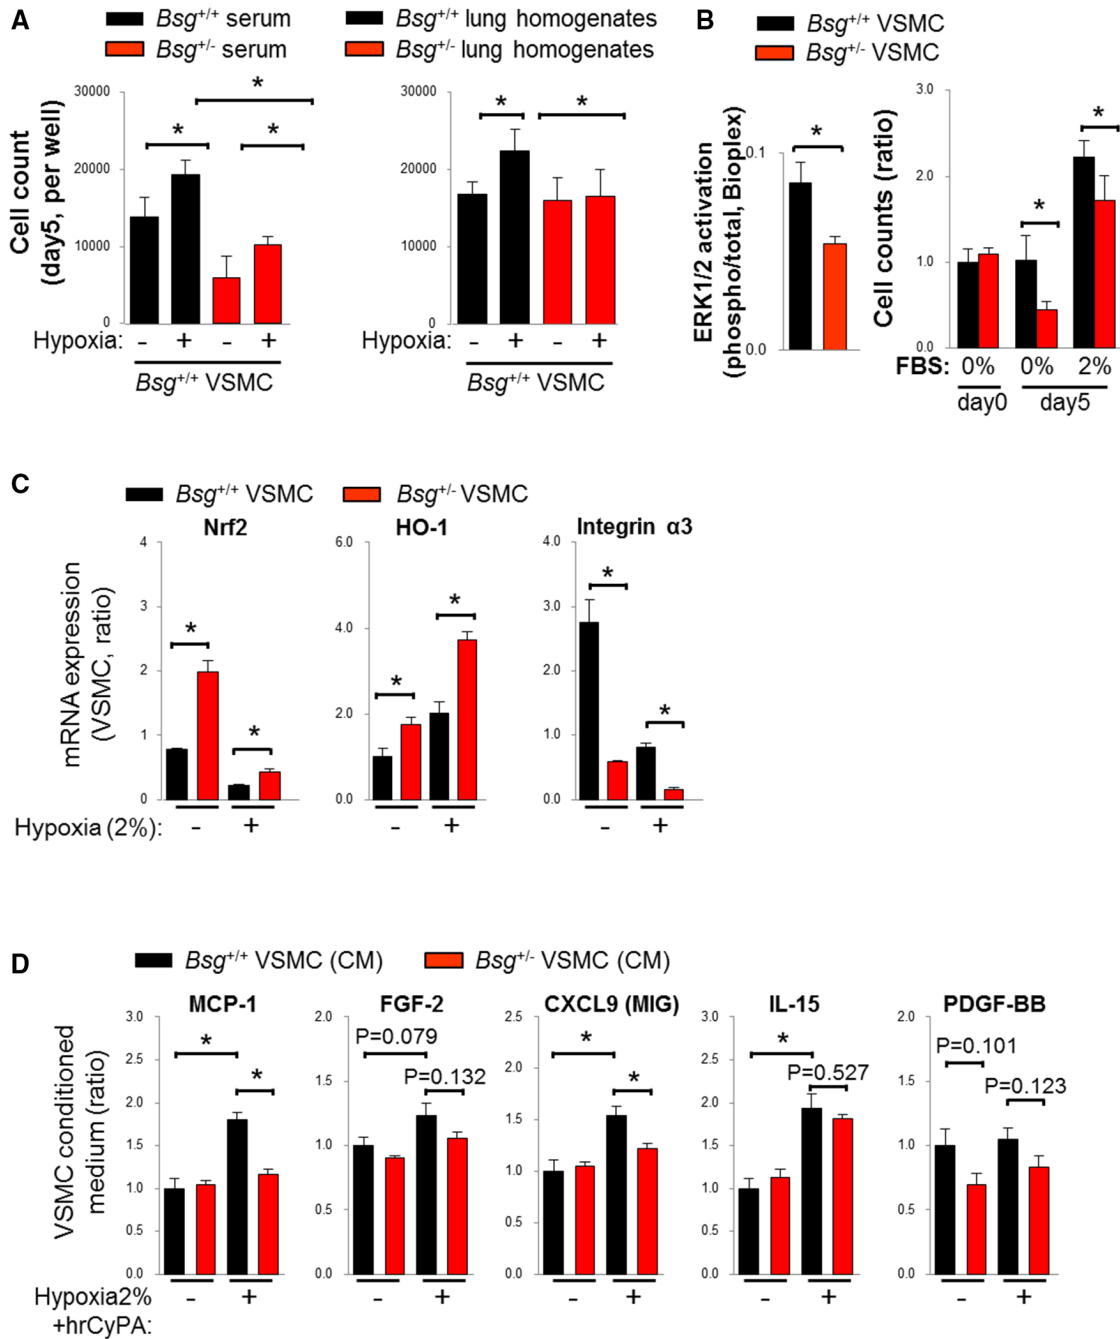 A
Bsg+/+ serum
Bsg+/- serum
Bsg+/+ lung homogenates
Bsg+/- lung homogenates
Cell count
(day5, per well)
30000
20000
10000
0
*
*
*
Hypoxia: - + - +
Bsg+/+ VSMC
30000
20000
10000
0
*
*
- + - +
Bsg+/+ VSMC
B
Bsg+/+ VSMC
Bsg+/- VSMC
ERK1/2 activation
(phospho/total, Bioplex)
0.1
0.0
*
Cell counts (ratio)
3.0
2.0
1.0
0.0
*
*
FBS: 0% 0% 2%
day0 day5
C
Bsg+/+ VSMC
Bsg+/- VSMC
mRNA expression
(VSMC, ratio)
Nrf2
4
3
2
1
0
*
*
HO-1
6.0
4.0
2.0
0.0
*
*
Integrin α3
4.0
3.0
2.0
1.0
0.0
*
*
Hypoxia (2%): - + - + - +
D
Bsg+/+ VSMC (CM)
Bsg+/- VSMC (CM)
VSMC conditioned
medium (ratio)
MCP-1
3.0
2.5
2.0
1.5
1.0
0.5
0.0
*
*
FGF-2
2.0
1.5
1.0
0.5
0.0
P=0.079
P=0.132
CXCL9 (MIG)
2.5
2.0
1.5
1.0
0.5
0.0
*
*
IL-15
3.0
2.5
2.0
1.5
1.0
0.5
0.0
*
P=0.527
PDGF-BB
2.0
1.5
1.0
0.5
0.0
P=0.101
P=0.123
Hypoxia2% - + - + - + - + - +
+hrCyPA: